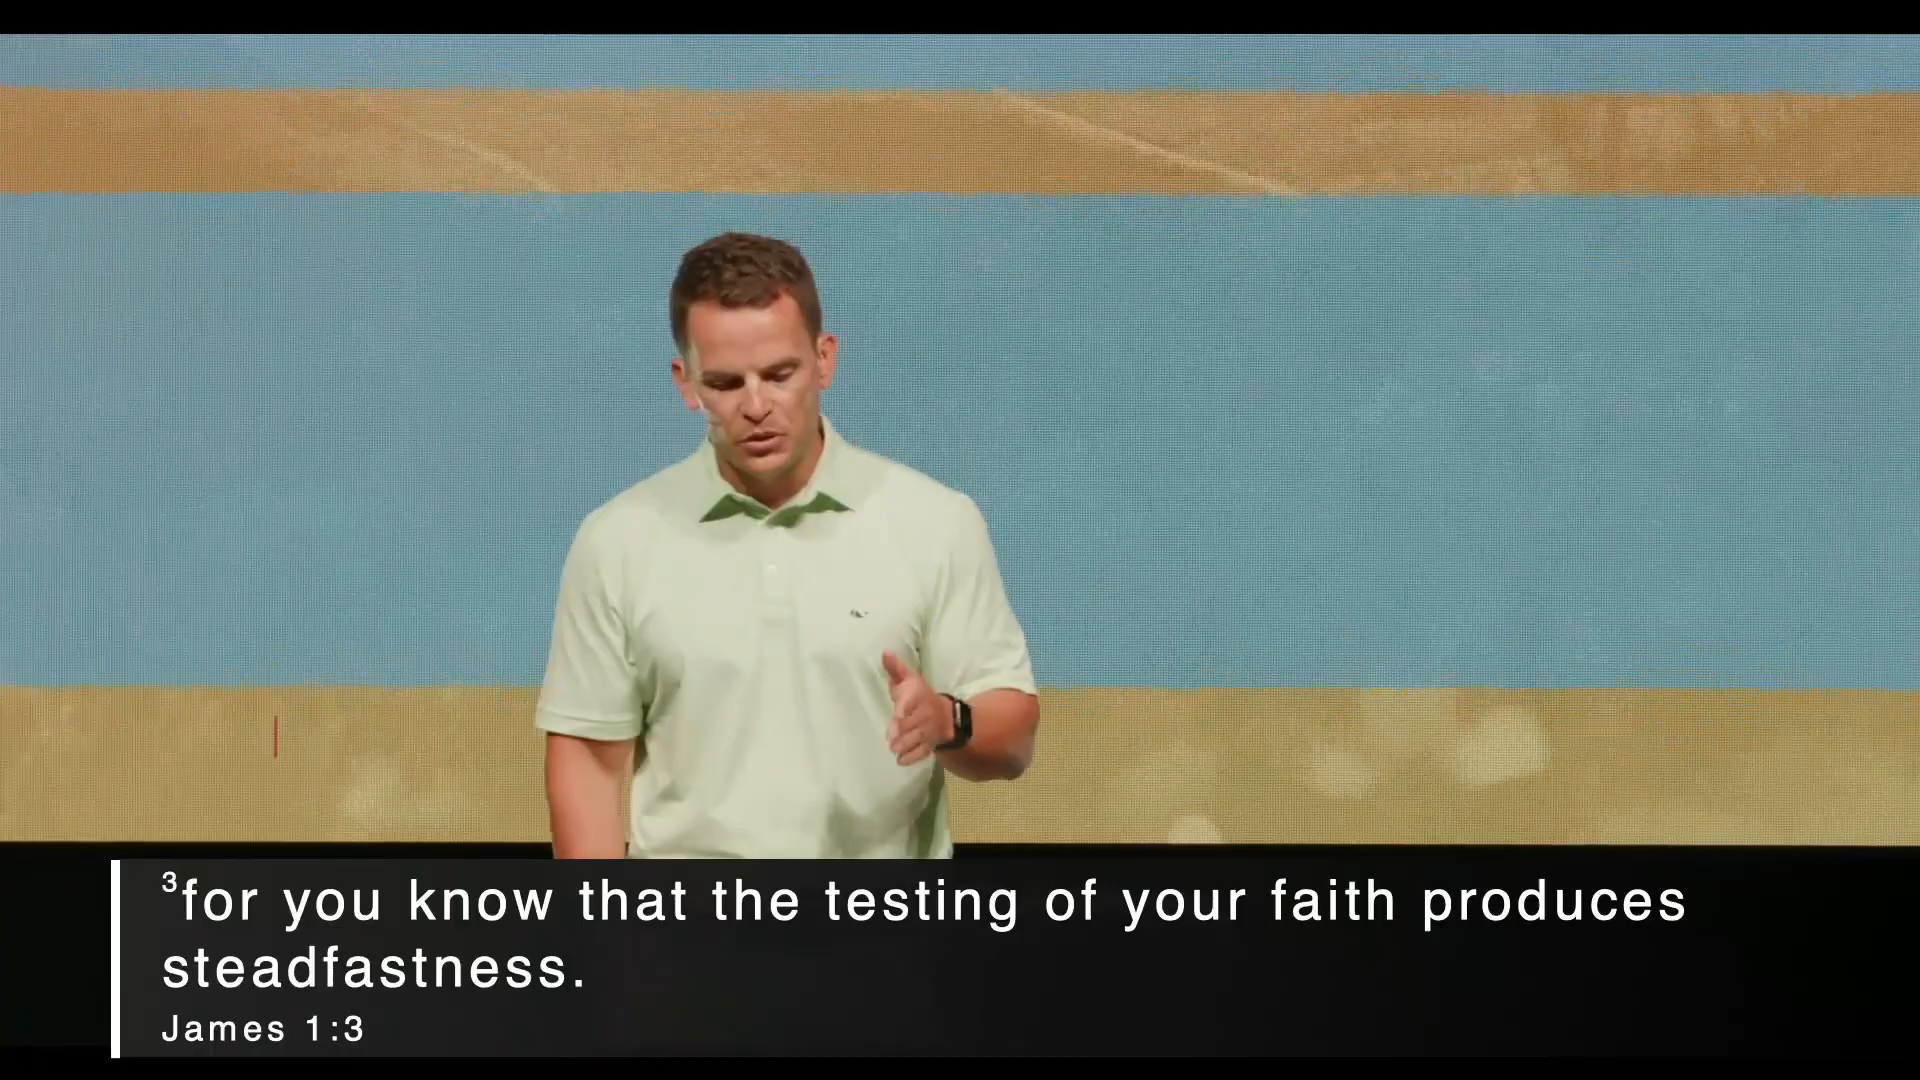 ³for you know that the testing of your faith produces
steadfastness.
James 1:3